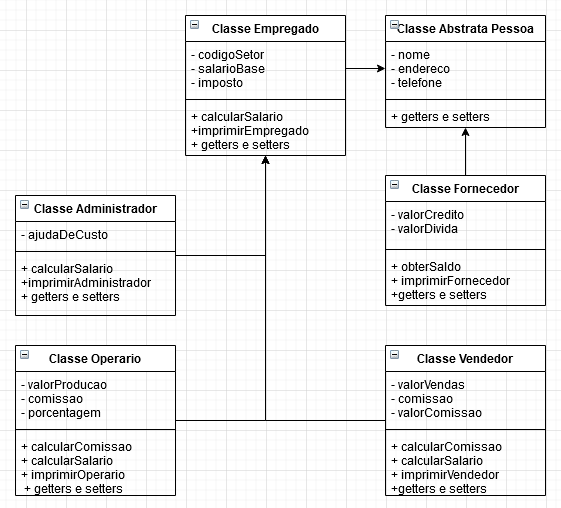 Classe Empregado
- codigoSetor
- salarioBase
- imposto
+ calcularSalario
+imprimirEmpregado
+ getters e setters
Classe Abstrata Pessoa
- nome
- endereco
- telefone
+ getters e setters
Classe Administrador
- ajudaDeCusto
+ calcularSalario
+imprimirAdministrador
+ getters e setters
Classe Fornecedor
- valorCredito
- valorDivida
+ obterSaldo
+ imprimirFornecedor
+getters e setters
Classe Operario
- valorProducao
- comissao
- porcentagem
+ calcularComissao
+ calcularSalario
+ imprimirOperario
+ getters e setters
Classe Vendedor
- valorVendas
- comissao
- valorComissao
+ calcularComissao
+ calcularSalario
+ imprimirVendedor
+getters e setters